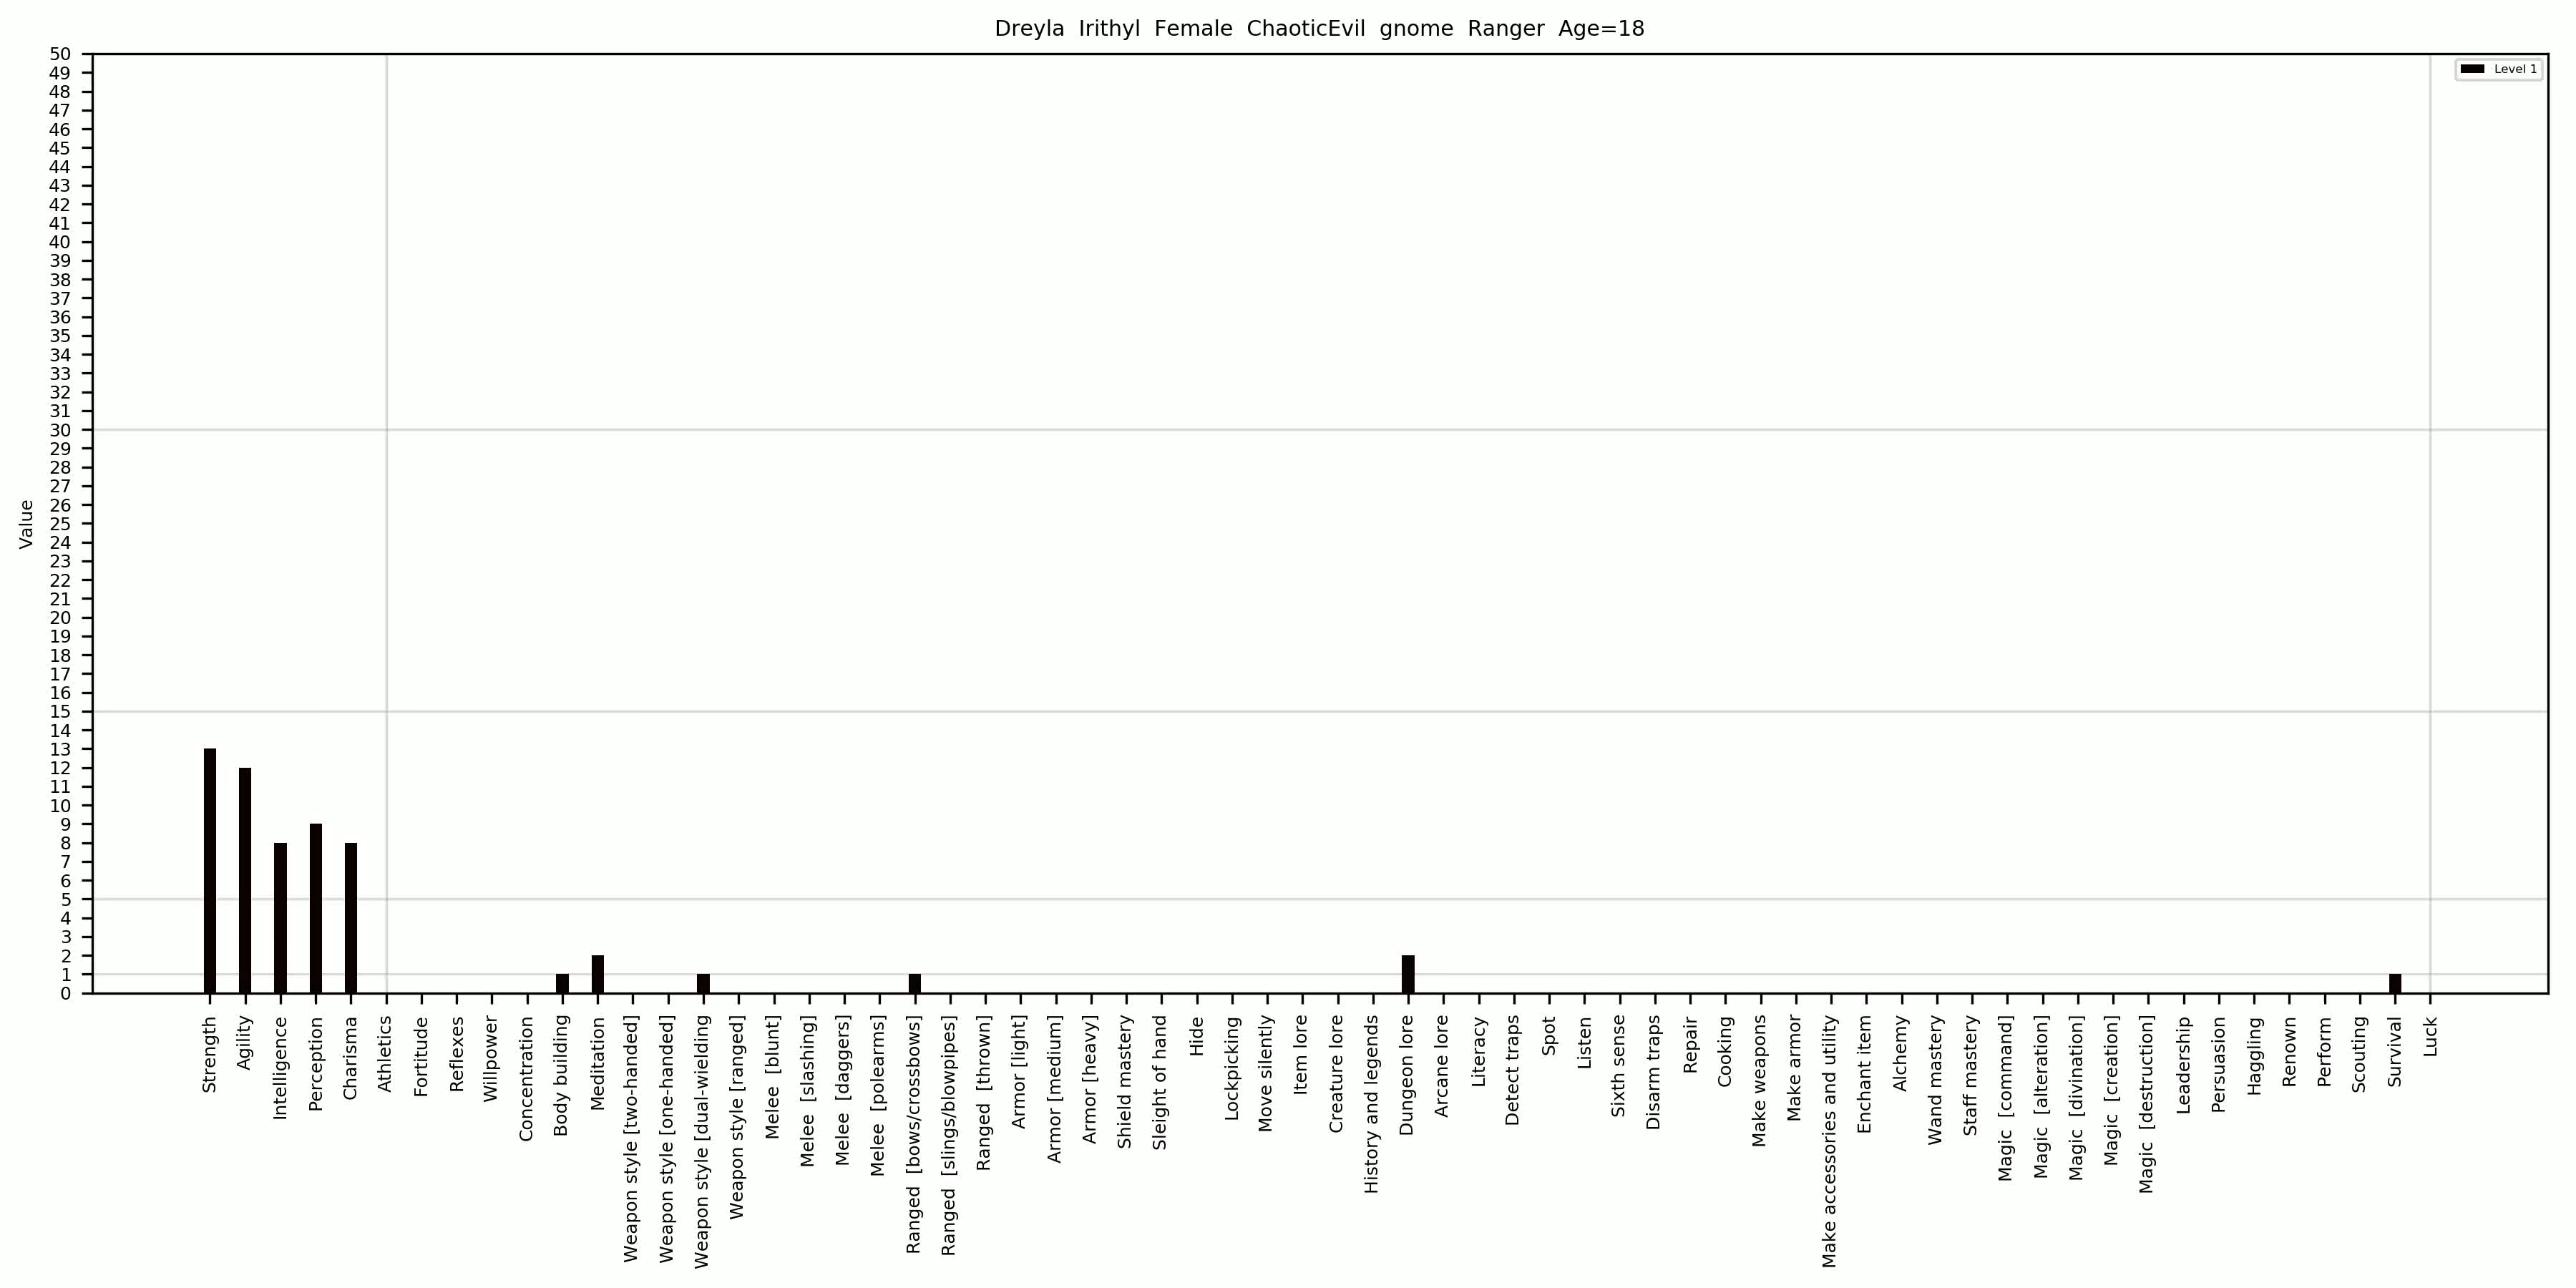 Dreyla  Irithyl  Female  ChaoticEvil  gnome  Ranger  Age=18
Level 1
Value
50
49
48
47
46
45
44
43
42
41
40
39
38
37
36
35
34
33
32
31
30
29
28
27
26
25
24
23
22
21
20
19
18
17
16
15
14
13
12
11
10
9
8
7
6
5
4
3
2
1
0
Strength
Agility
Intelligence
Perception
Charisma
Athletics
Fortitude
Reflexes
Willpower
Concentration
Body building
Meditation
Weapon style [two-handed]
Weapon style [one-handed]
Weapon style [dual-wielding
Weapon style [ranged]
Melee  [blunt]
Melee  [slashing]
Melee  [daggers]
Melee  [polearms]
Ranged  [bows/crossbows]
Ranged  [slings/blowpipes]
Ranged  [thrown]
Armor [light]
Armor [medium]
Armor [heavy]
Shield mastery
Sleight of hand
Hide
Lockpicking
Move silently
Item lore
Creature lore
History and legends
Dungeon lore
Arcane lore
Literacy
Detect traps
Spot
Listen
Sixth sense
Disarm traps
Repair
Cooking
Make weapons
Make armor
Make accessories and utility
Enchant item
Alchemy
Wand mastery
Staff mastery
Magic  [command]
Magic  [alteration]
Magic  [divination]
Magic  [creation]
Magic  [destruction]
Leadership
Persuasion
Haggling
Renown
Perform
Scouting
Survival
Luck